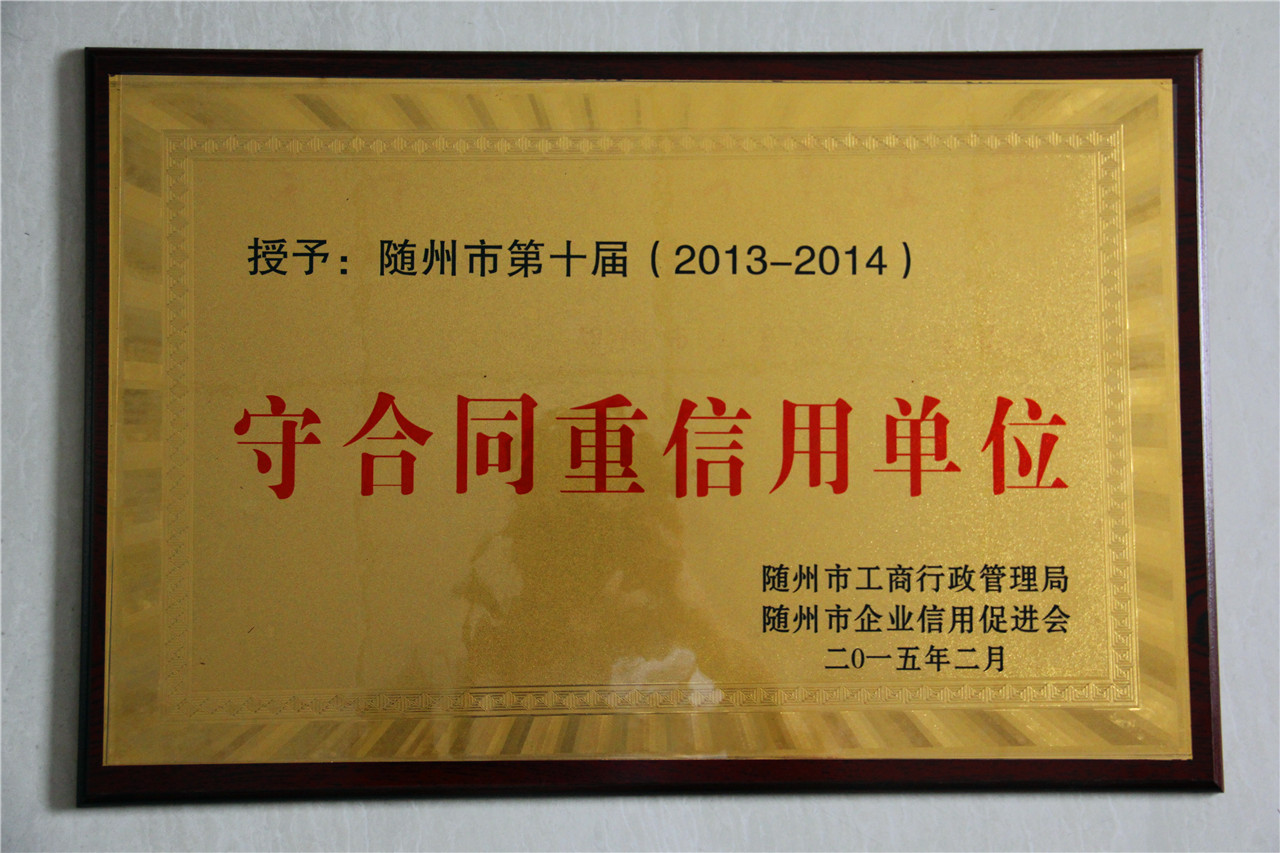 授予：随州市第十届（2013-2014）
守合同重信用单位
随州市工商行政管理局
随州市企业信用促进会
二0一五年二月